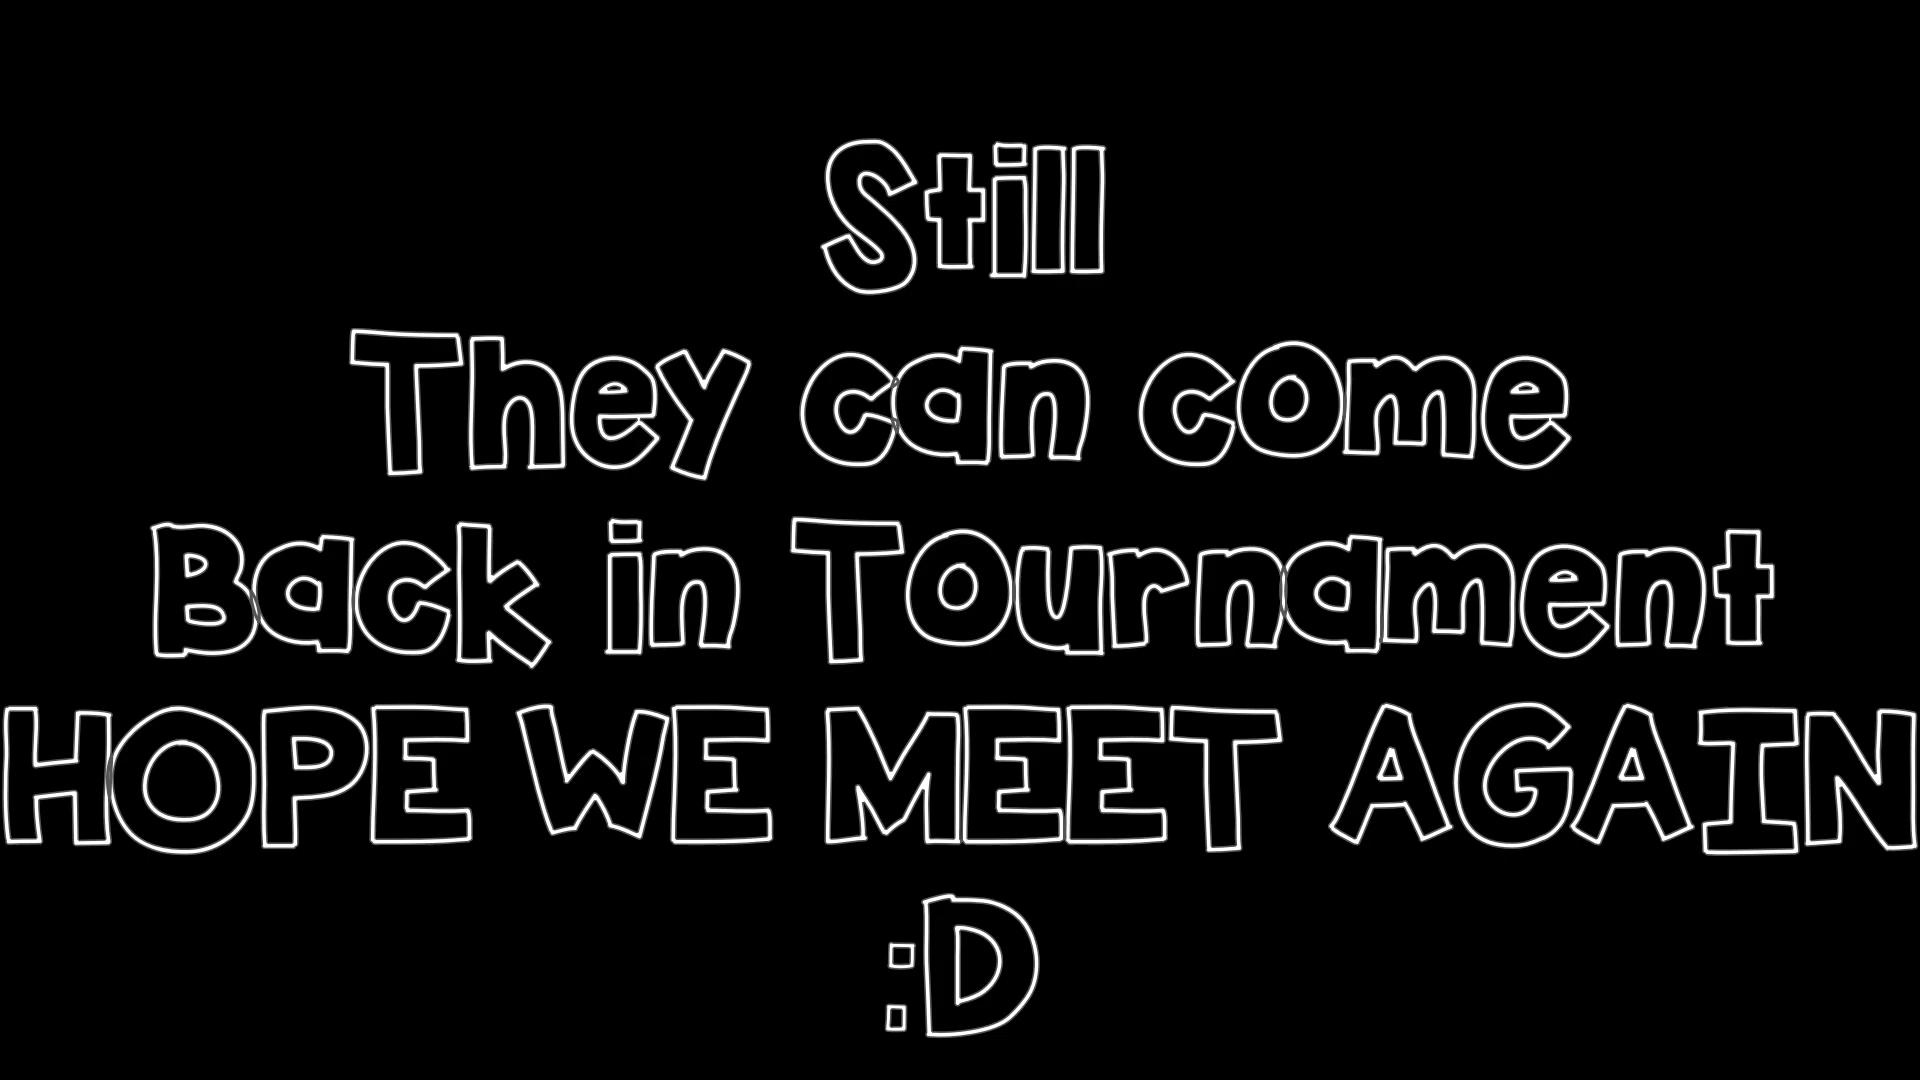 Still
They can come
Back in Tournament
HOPE WE MEET AGAIN
:D